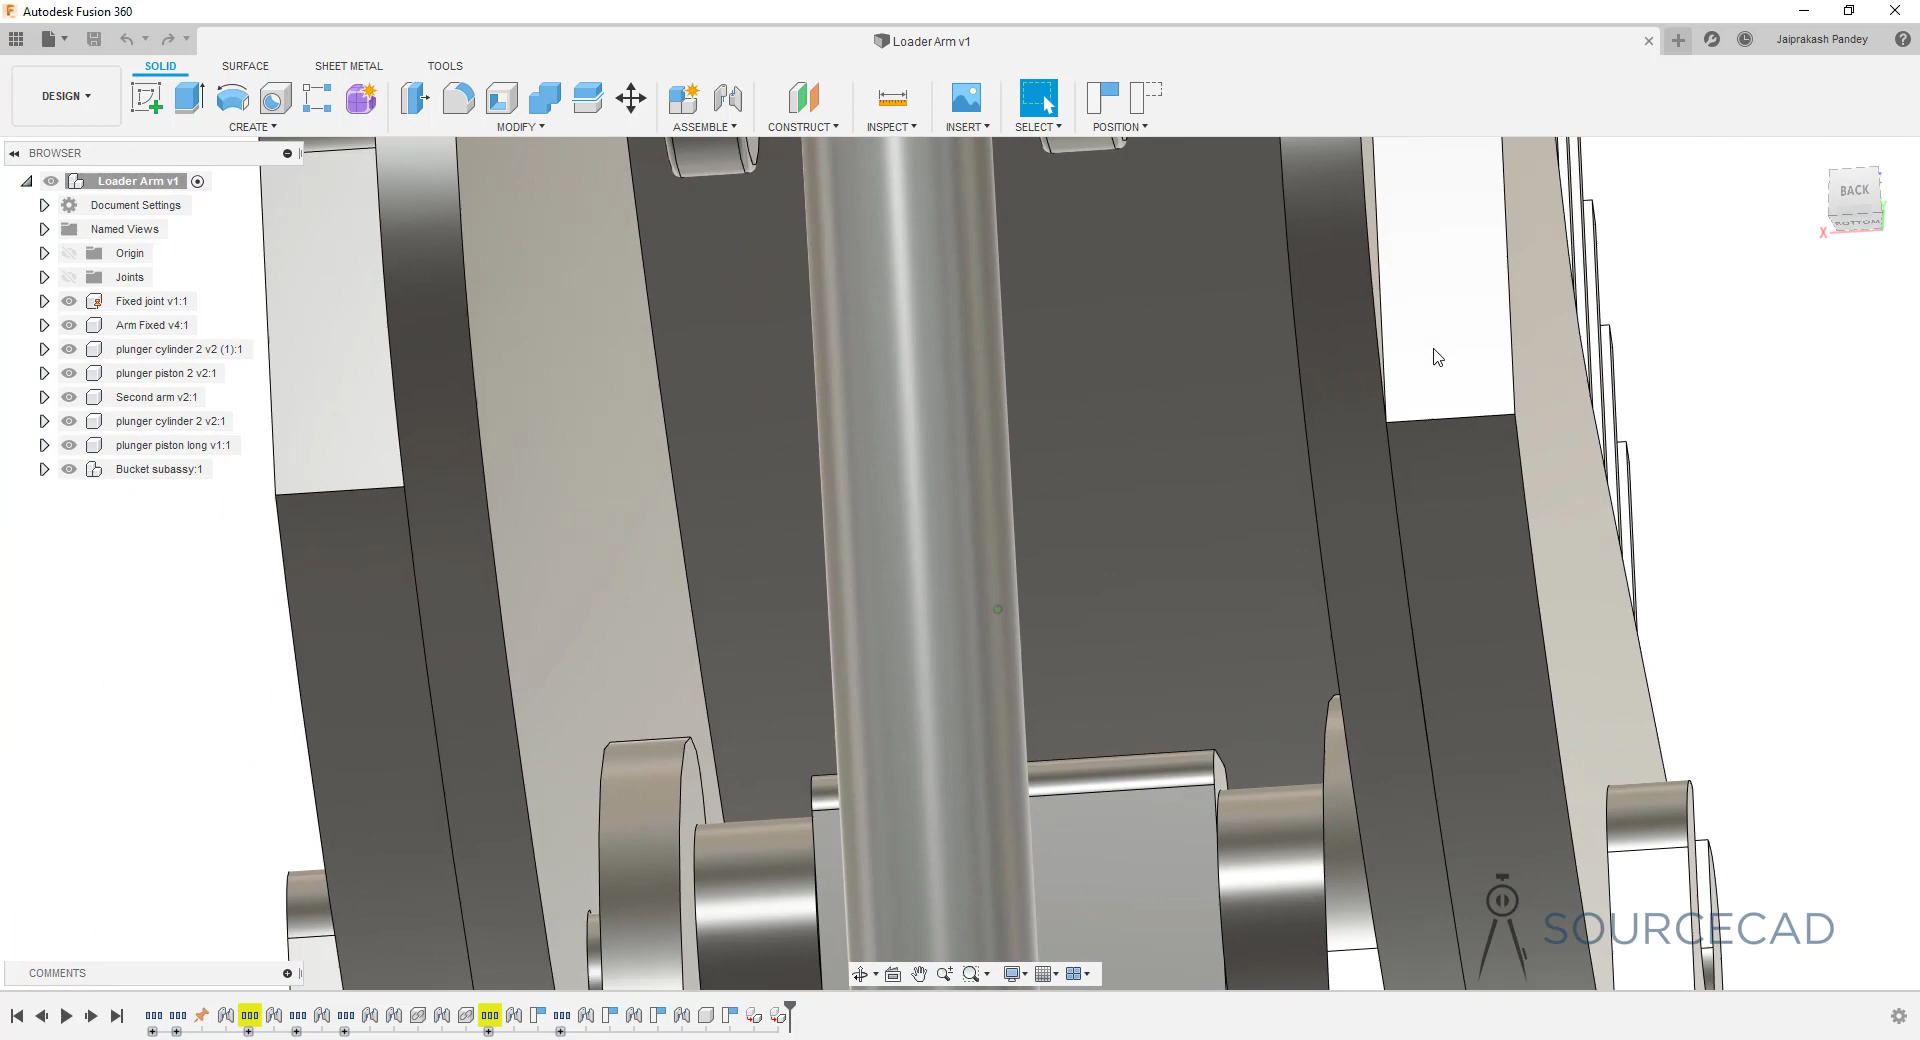 Autodesk Fusion 360
Loader Arm v1
Jaiprakash Pandey
SOLID SURFACE SHEET METAL TOOLS
DESIGN
CREATE MODIFY ASSEMBLE CONSTRUCT INSPECT INSERT SELECT POSITION
BROWSER
Loader Arm v1
Document Settings
Named Views
Origin
Joints
Fixed joint v1:1
Arm Fixed v4:1
plunger cylinder 2 v2 (1):1
plunger piston 2 v2:1
Second arm v2:1
plunger cylinder 2 v2:1
plunger piston long v1:1
Bucket subassy:1
BACK
BOTTOM
X
SOURCECAD
COMMENTS